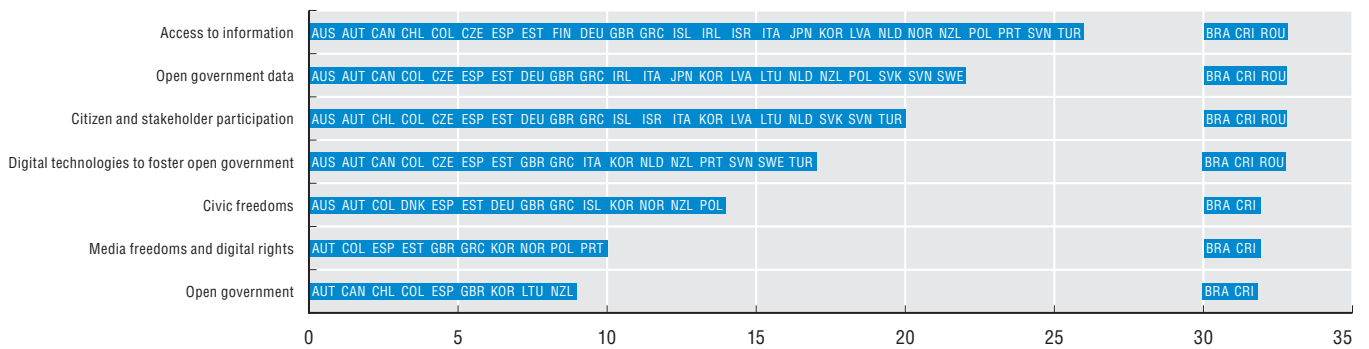 Access to information AUS AUT CAN CHL COL CZE ESP EST FIN DEU GBR GRC ISL IRL ISR ITA JPN KOR LVA NLD NOR NZL POL PRT SVN TUR BRA CRI ROU
Open government data AUS AUT CAN COL CZE ESP EST DEU GBR GRC IRL ITA JPN KOR LVA LTU NLD NZL POL SVK SVN SWE BRA CRI ROU
Citizen and stakeholder participation AUS AUT CHL COL CZE ESP EST DEU GBR GRC ISL ISR ITA KOR LVA LTU NLD SVK SVN TUR BRA CRI ROU
Digital technologies to foster open government AUS AUT CAN COL CZE ESP EST GBR GRC ITA KOR NLD NZL PRT SVN SWE TUR BRA CRI ROU
Civic freedoms AUS AUT COL DNK ESP EST DEU GBR GRC ISL KOR NOR NZL POL BRA CRI
Media freedoms and digital rights AUT COL ESP EST GBR GRC KOR NOR POL PRT BRA CRI
Open government AUT CAN CHL COL ESP GBR KOR LTU NZL BRA CRI
0 5 10 15 20 25 30 35